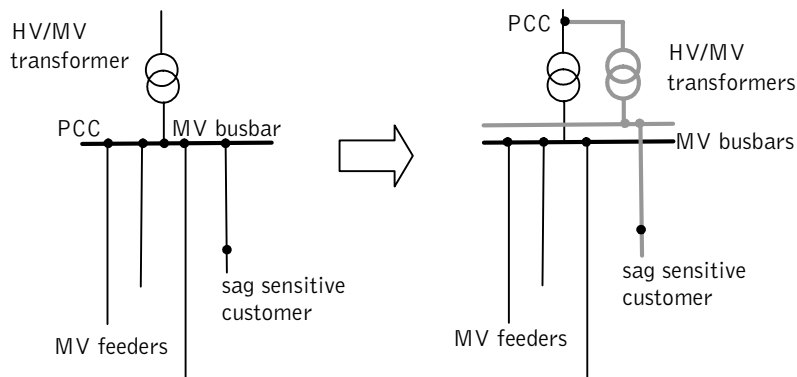 HV/MV
transformer
PCC
MV busbar
sag sensitive
customer
MV feeders
PCC
HV/MV
transformers
MV busbars
sag sensitive
customer
MV feeders